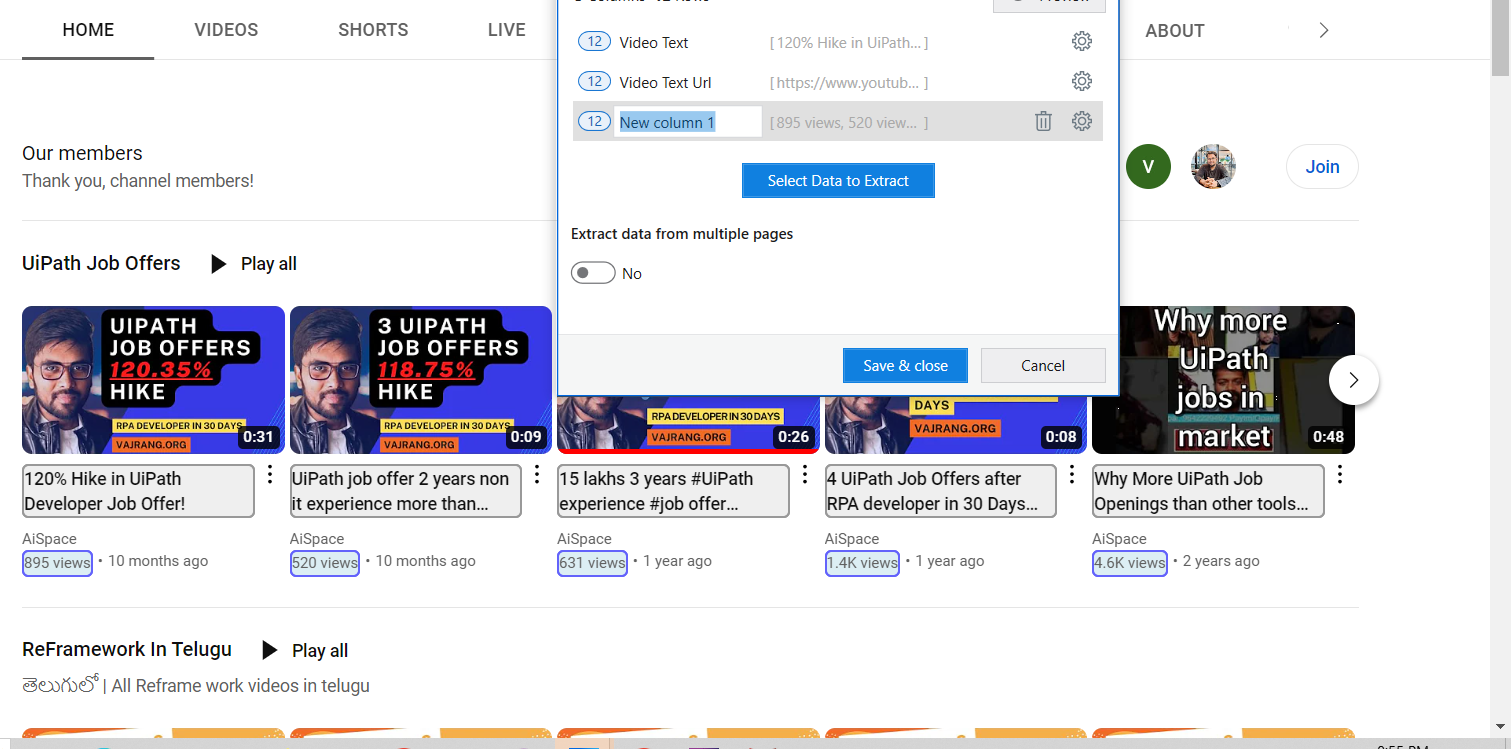 HOME VIDEOS SHORTS LIVE ABOUT
12 Video Text [ 120% Hike in UiPath... ]
12 Video Text Url [ https://www.youtub... ]
12 New column 1 [ 895 views, 520 view... ]
Select Data to Extract
Extract data from multiple pages
No
Save & close Cancel
Our members
Thank you, channel members!
V
Join
UiPath Job Offers Play all
UIPATH
JOB OFFERS
120.35%
HIKE
RPA DEVELOPER IN 30 DAYS
VAJRANG.ORG
0:31
3 UIPATH
JOB OFFERS
118.75%
HIKE
RPA DEVELOPER IN 30 DAYS
VAJRANG.ORG
0:09
RPA DEVELOPER IN 30 DAYS
VAJRANG.ORG
0:26
DAYS
VAJRANG.ORG
0:08
Why more
UiPath
jobs in
market
0:48
120% Hike in UiPath
Developer Job Offer!
AiSpace
895 views • 10 months ago
UiPath job offer 2 years non
it experience more than...
AiSpace
520 views • 10 months ago
15 lakhs 3 years #UiPath
experience #job offer...
AiSpace
631 views • 1 year ago
4 UiPath Job Offers after
RPA developer in 30 Days...
AiSpace
1.4K views • 1 year ago
Why More UiPath Job
Openings than other tools...
AiSpace
4.6K views • 2 years ago
ReFramework In Telugu Play all
తెలుగులో | All Reframe work videos in telugu